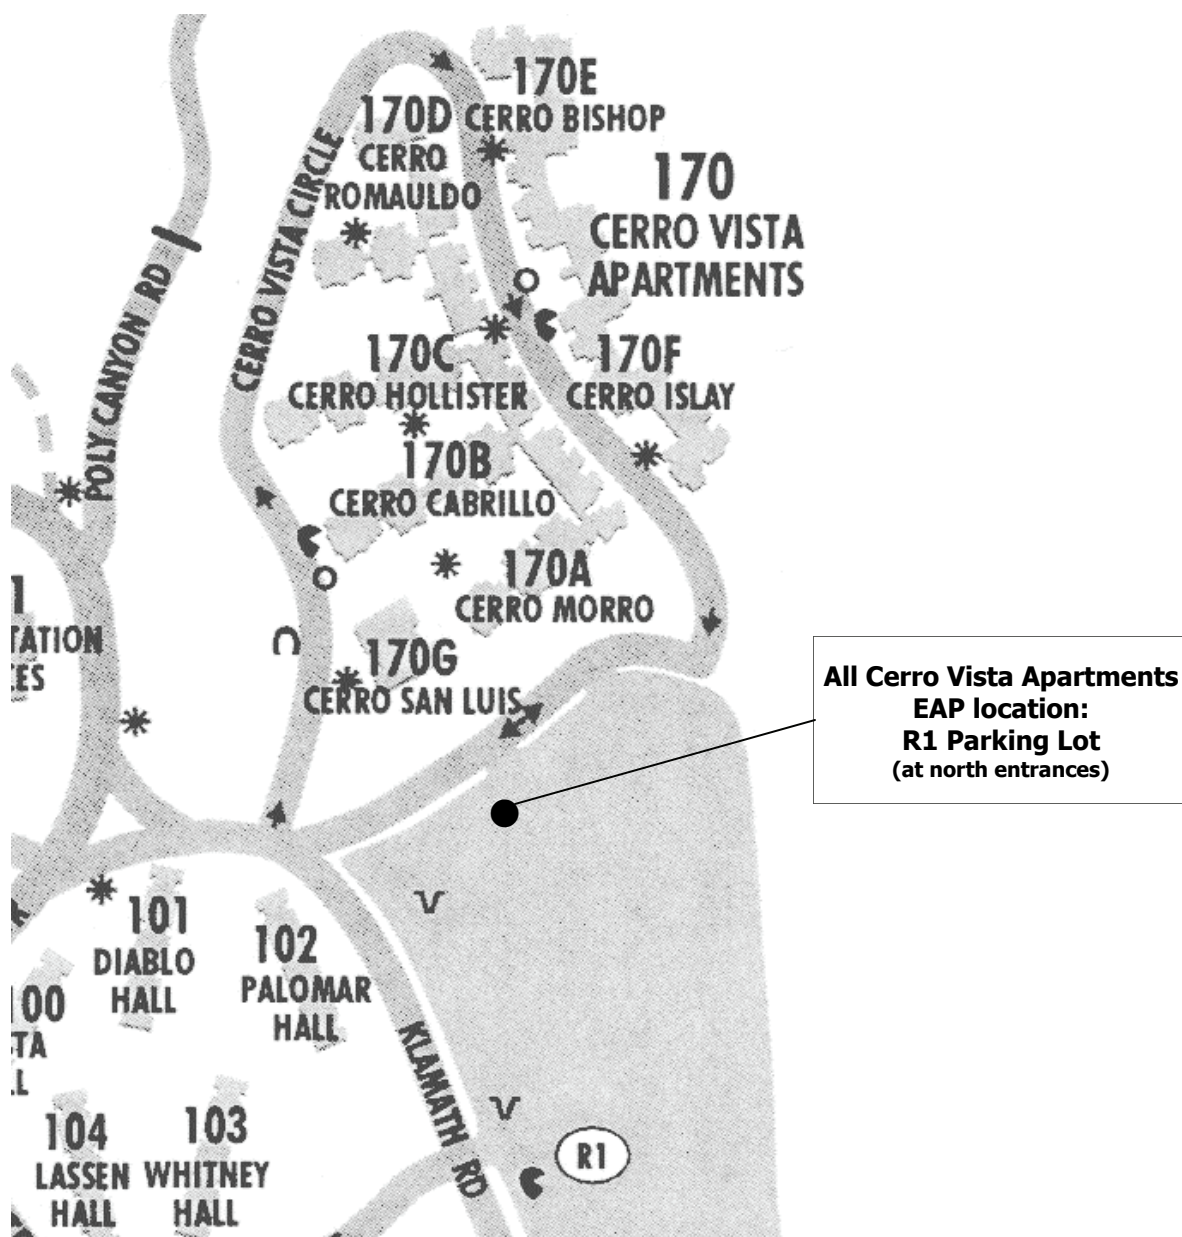 170E
CERRO BISHOP
170D
CERRO
ROMAULDO
170
CERRO VISTA
APARTMENTS
CERRO VISTA CIRCLE
POLY CANYON RD
170C
CERRO HOLLISTER
170F
CERRO ISLAY
170B
CERRO CABRILLO
170A
CERRO MORRO
1
TATION
ES
170G
CERRO SAN LUIS
All Cerro Vista Apartments
EAP location:
R1 Parking Lot
(at north entrances)
101
DIABLO
HALL
102
PALOMAR
HALL
100
TA
L
KLAMATH RD
104
LASSEN
HALL
103
WHITNEY
HALL
R1